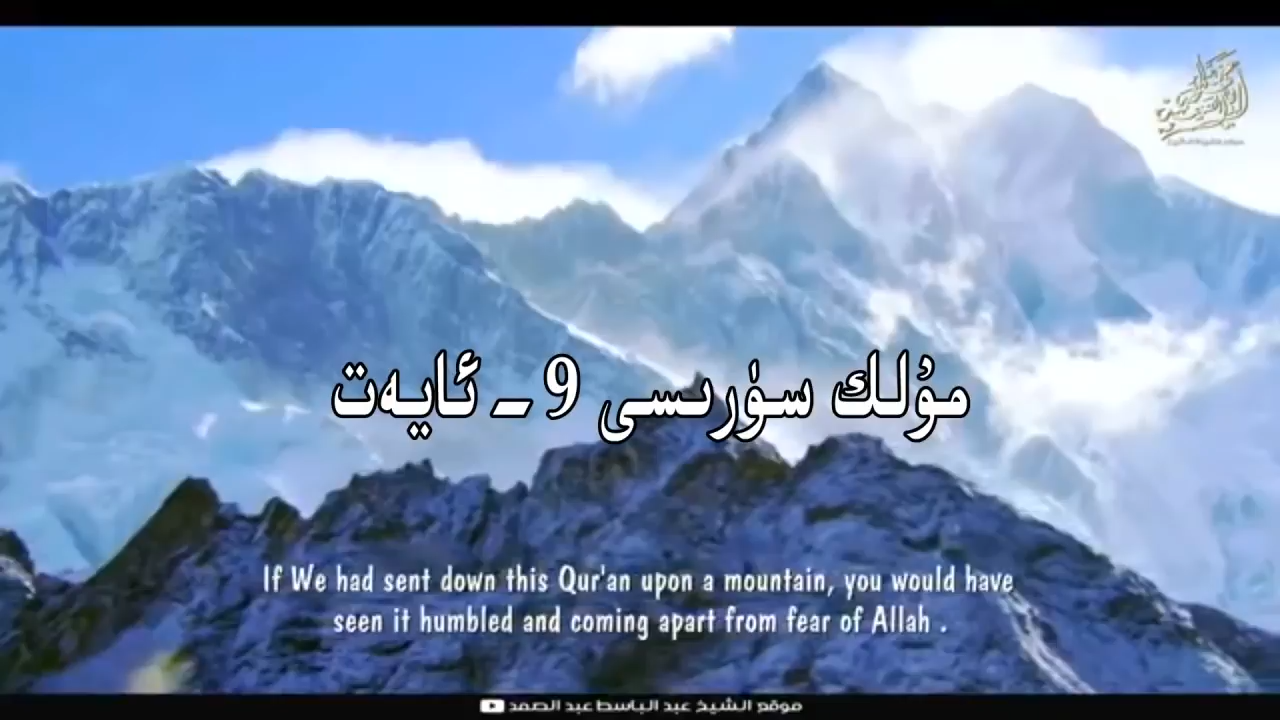 مۇلك سۈرىسى 9 ـ ئايەت
If We had sent down this Qur'an upon a mountain, you would have
seen it humbled and coming apart from fear of Allah .
موقع الشيخ عبد الباسط عبد الصمد